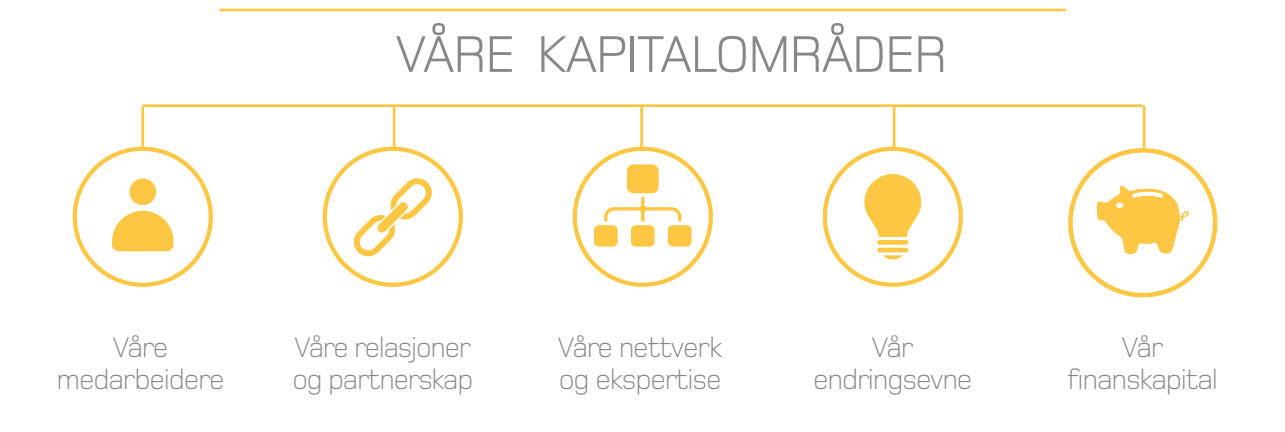 VÅRE KAPITALOMRÅDER
Våre
medarbeidere
Våre relasjoner
og partnerskap
Våre nettverk
og ekspertise
Vår
endringsevne
Vår
finanskapital